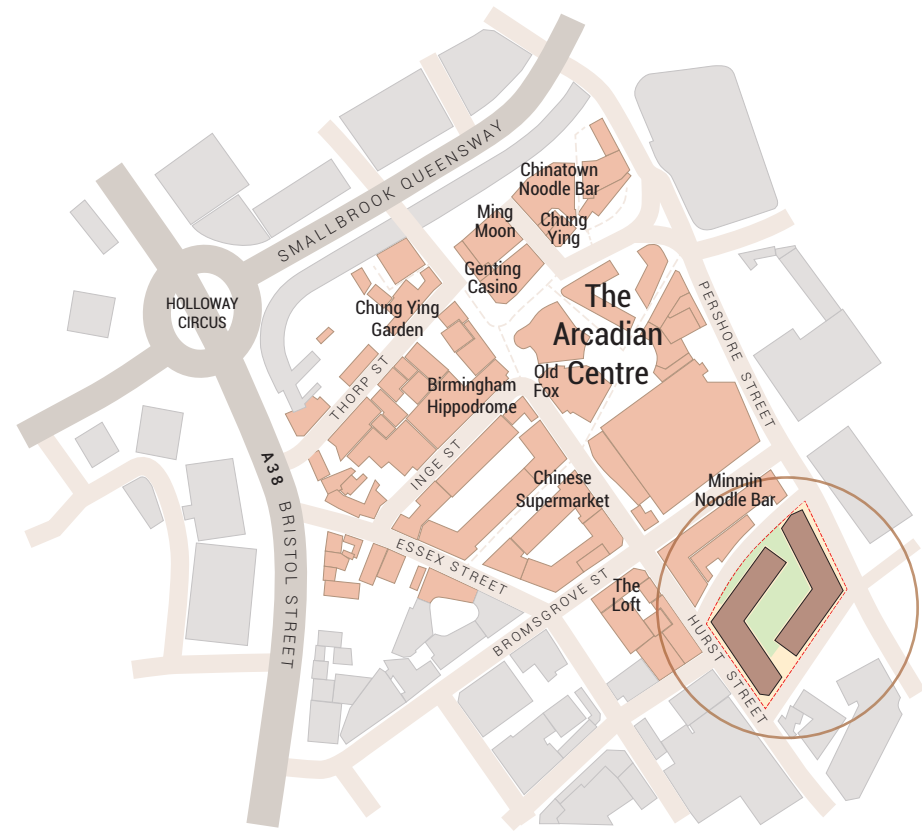 SMALLBROOK QUEENSWAY
Chinatown
Noodle Bar
Ming
Moon
Chung
Ying
Genting
Casino
HOLLOWAY
CIRCUS
Chung Ying
Garden
The
Arcadian
Centre
PERSHORE STREET
THORP ST
Birmingham
Hippodrome
Old
Fox
INGE ST
A38 BRISTOL STREET
Chinese
Supermarket
Minmin
Noodle Bar
ESSEX STREET
BROMSGROVE ST
The
Loft
HURST STREET